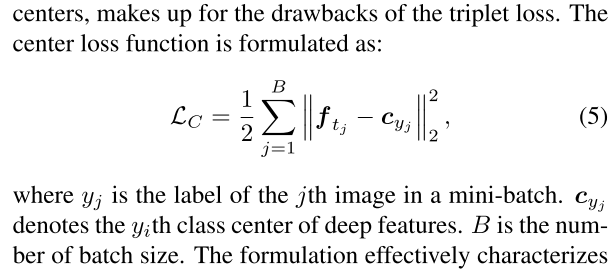 centers, makes up for the drawbacks of the triplet loss. The
center loss function is formulated as:
$\mathcal{L}_C = \frac{1}{2} \sum_{j=1}^{B} \left\| \boldsymbol{f}_{t_j} - \boldsymbol{c}_{y_j} \right\|_2^2 ,$ (5)
where $y_j$ is the label of the $j$th image in a mini-batch. $\boldsymbol{c}_{y_j}$
denotes the $y_i$th class center of deep features. $B$ is the num-
ber of batch size. The formulation effectively characterizes